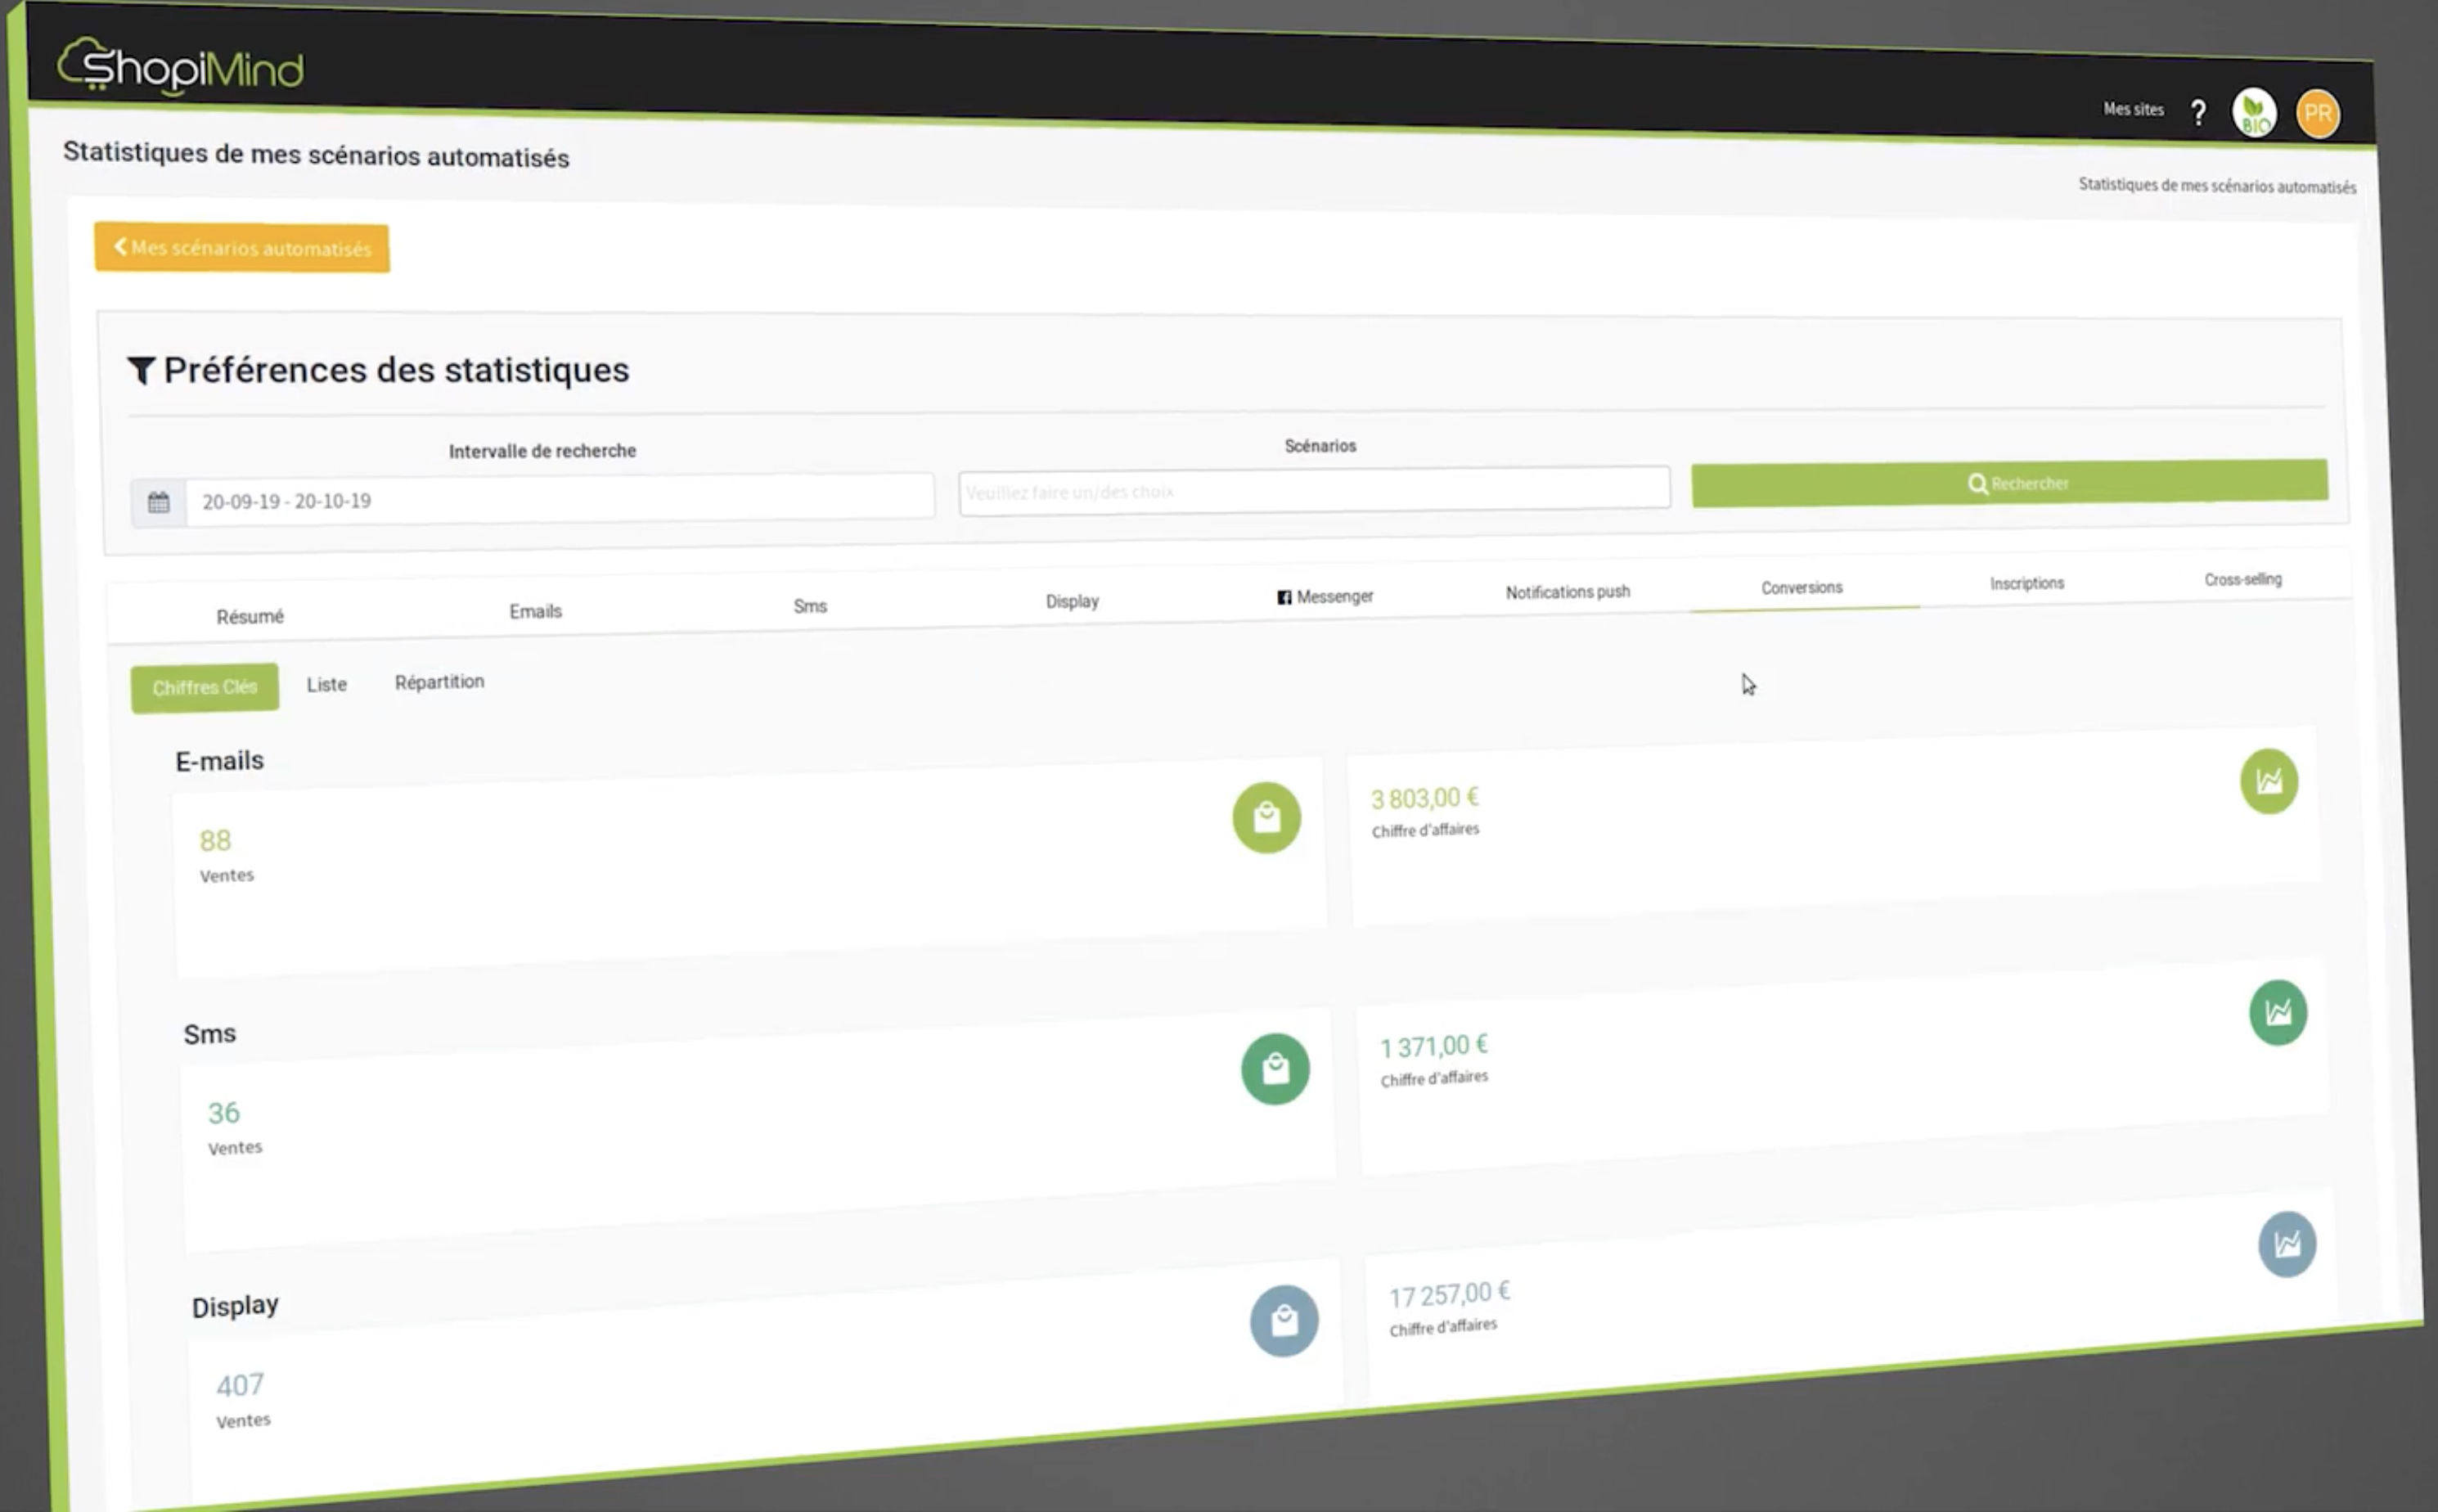 ShopiMind
Mes sites ? BIO PR
Statistiques de mes scénarios automatisés
Statistiques de mes scénarios automatisés
Mes scénarios automatisés
Préférences des statistiques
Intervalle de recherche
Scénarios
20-09-19 - 20-10-19
Veuillez faire un/des choix
Rechercher
Résumé
Emails
Sms
Display
Messenger
Notifications push
Conversions
Inscriptions
Cross-selling
Chiffres Clés
Liste
Répartition
E-mails
88
Ventes
3 803,00 €
Chiffre d'affaires
Sms
36
Ventes
1 371,00 €
Chiffre d'affaires
Display
407
Ventes
17 257,00 €
Chiffre d'affaires